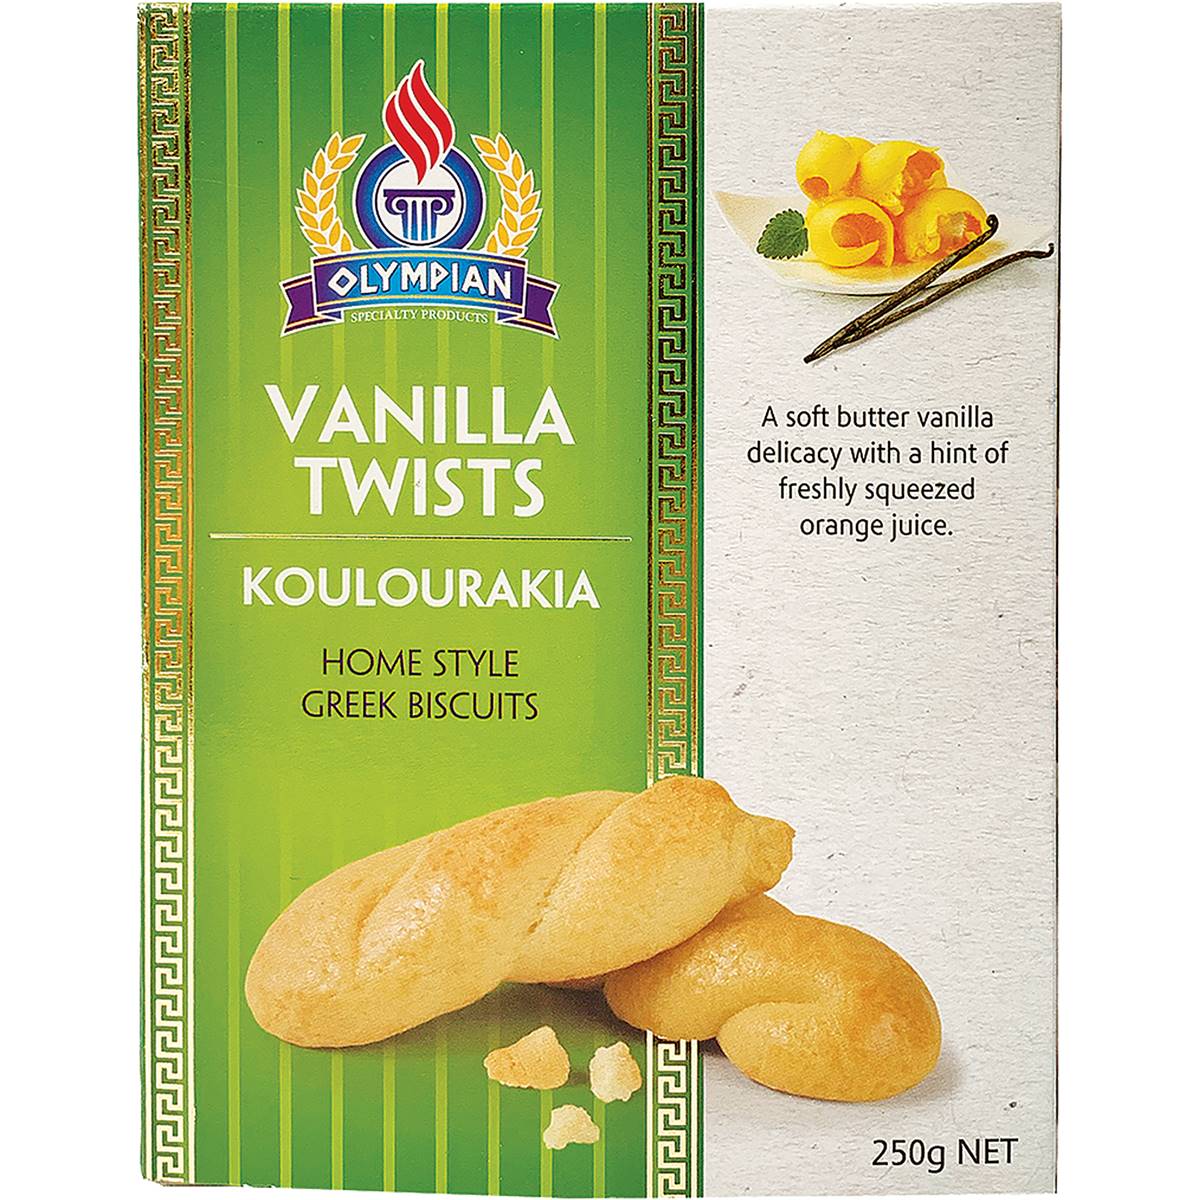 OLYMPIAN
SPECIALTY PRODUCTS
VANILLA
TWISTS
KOULOURAKIA
HOME STYLE
GREEK BISCUITS
A soft butter vanilla
delicacy with a hint of
freshly squeezed
orange juice.
250g NET